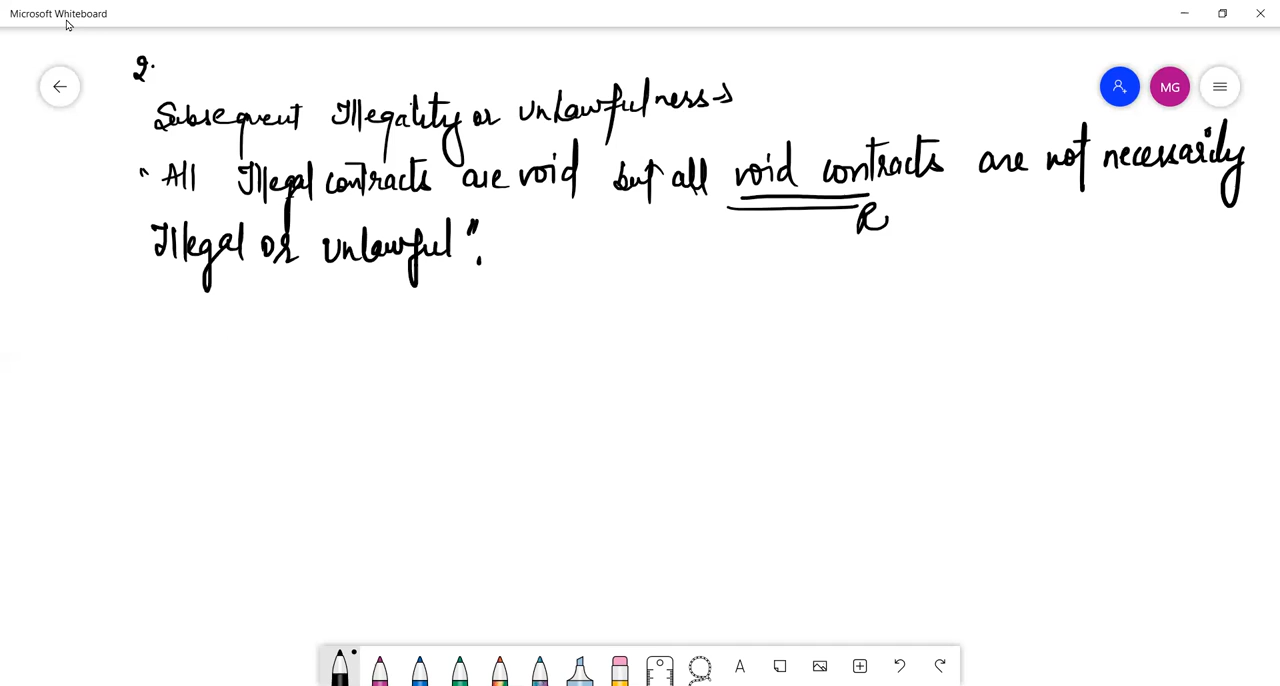 Microsoft Whiteboard
MG
2.
Subsequent Illegality or Unlawfulness →
"All Illegal contracts are void but all void contracts are not necessarily
R
Illegal or Unlawful".
A